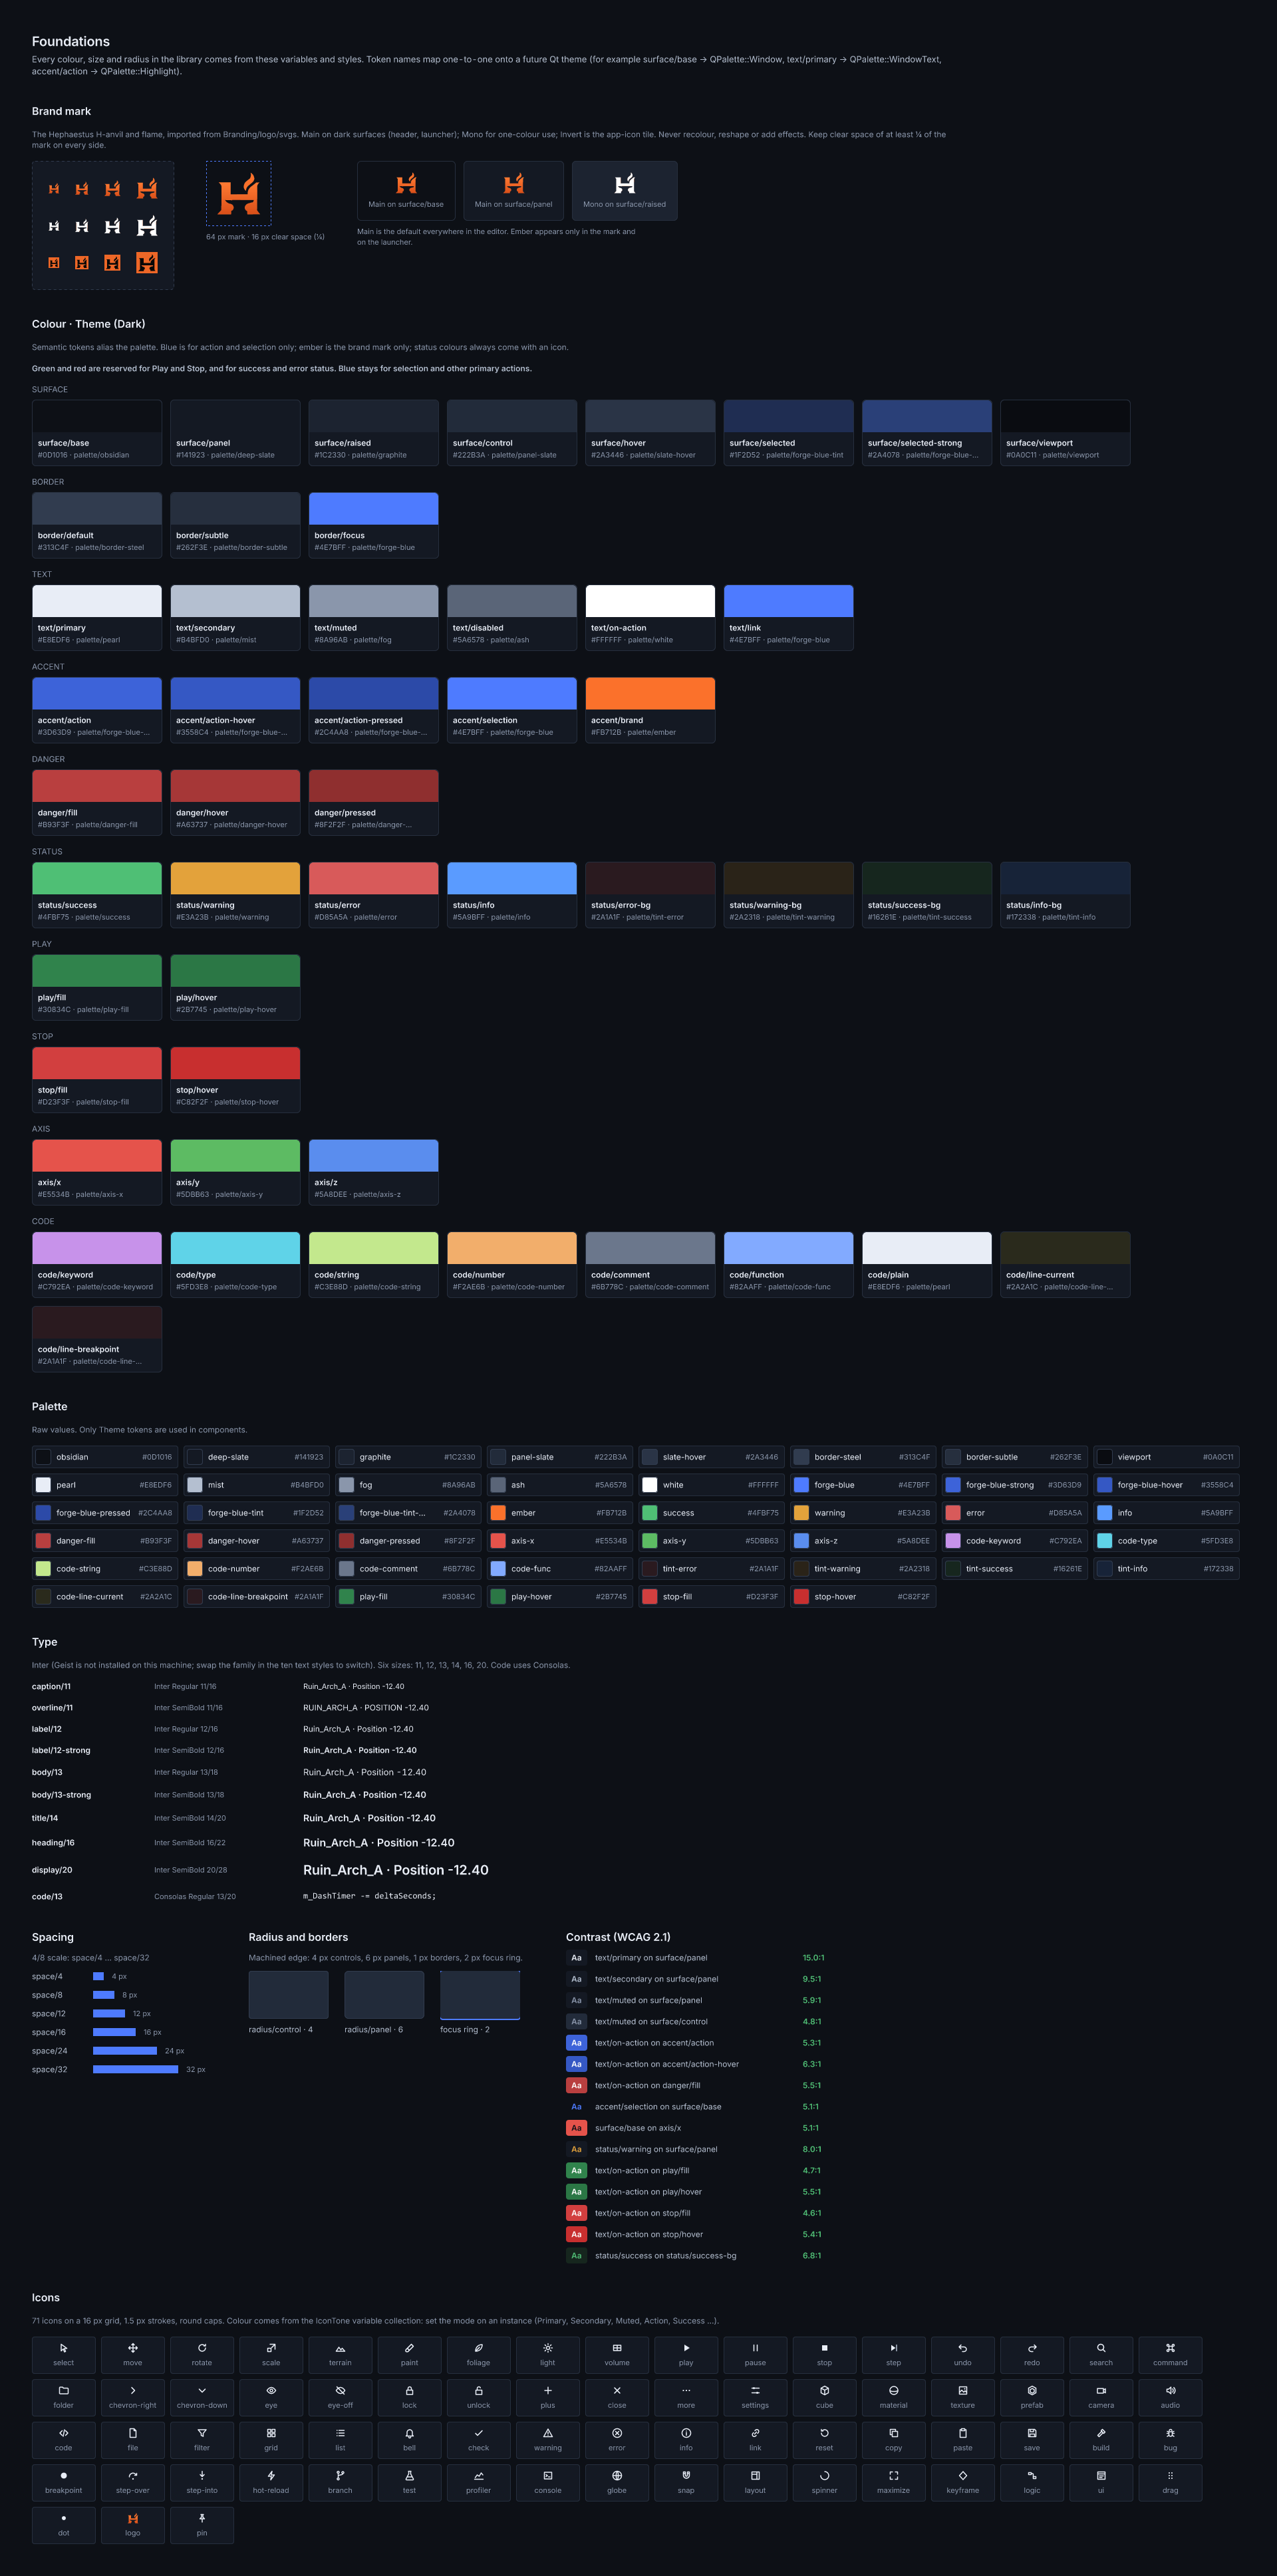 Foundations
Every colour, size and radius in the library comes from these variables and styles. Token names map one-to-one onto a future Qt theme (for example surface/base → QPalette::Window, text/primary → QPalette::WindowText,
accent/action → QPalette::Highlight).
Brand mark
The Hephaestus H-anvil and flame, imported from Branding/logo/svgs. Main on dark surfaces (header, launcher); Mono for one-colour use; Invert is the app-icon tile. Never recolour, reshape or add effects. Keep clear space of at least ¼ of the
mark on every side.
64 px mark · 16 px clear space (¼)
Main on surface/base
Main on surface/panel
Mono on surface/raised
Main is the default everywhere in the editor. Ember appears only in the mark and
on the launcher.
Colour · Theme (Dark)
Semantic tokens alias the palette. Blue is for action and selection only; ember is the brand mark only; status colours always come with an icon.
Green and red are reserved for Play and Stop, and for success and error status. Blue stays for selection and other primary actions.
SURFACE
surface/base surface/panel surface/raised surface/control surface/hover surface/selected surface/selected-strong surface/viewport
#0D1016 · palette/obsidian #141923 · palette/deep-slate #1C2330 · palette/graphite #222B3A · palette/panel-slate #2A3446 · palette/slate-hover #1F2D52 · palette/forge-blue-tint #2A4078 · palette/forge-blue-... #0A0C11 · palette/viewport
BORDER
border/default border/subtle border/focus
#313C4F · palette/border-steel #262F3E · palette/border-subtle #4E7BFF · palette/forge-blue
TEXT
text/primary text/secondary text/muted text/disabled text/on-action text/link
#E8EDF6 · palette/pearl #B4BFD0 · palette/mist #8A96AB · palette/fog #5A6578 · palette/ash #FFFFFF · palette/white #4E7BFF · palette/forge-blue
ACCENT
accent/action accent/action-hover accent/action-pressed accent/selection accent/brand
#3D63D9 · palette/forge-blue-... #3558C4 · palette/forge-blue-... #2C4AA8 · palette/forge-blue-... #4E7BFF · palette/forge-blue #FB712B · palette/ember
DANGER
danger/fill danger/hover danger/pressed
#B93F3F · palette/danger-fill #A63737 · palette/danger-hover #8F2F2F · palette/danger-...
STATUS
status/success status/warning status/error status/info status/error-bg status/warning-bg status/success-bg status/info-bg
#4FBF75 · palette/success #E3A23B · palette/warning #D85A5A · palette/error #5A9BFF · palette/info #2A1A1F · palette/tint-error #2A2318 · palette/tint-warning #16261E · palette/tint-success #172338 · palette/tint-info
PLAY
play/fill play/hover
#30834C · palette/play-fill #2B7745 · palette/play-hover
STOP
stop/fill stop/hover
#D23F3F · palette/stop-fill #C82F2F · palette/stop-hover
AXIS
axis/x axis/y axis/z
#E5534B · palette/axis-x #5DBB63 · palette/axis-y #5A8DEE · palette/axis-z
CODE
code/keyword code/type code/string code/number code/comment code/function code/plain code/line-current
#C792EA · palette/code-keyword #5FD3E8 · palette/code-type #C3E88D · palette/code-string #F2AE6B · palette/code-number #6B778C · palette/code-comment #82AAFF · palette/code-func #E8EDF6 · palette/pearl #2A2A1C · palette/code-line-...
code/line-breakpoint
#2A1A1F · palette/code-line-...
Palette
Raw values. Only Theme tokens are used in components.
obsidian #0D1016 deep-slate #141923 graphite #1C2330 panel-slate #222B3A slate-hover #2A3446 border-steel #313C4F border-subtle #262F3E viewport #0A0C11
pearl #E8EDF6 mist #B4BFD0 fog #8A96AB ash #5A6578 white #FFFFFF forge-blue #4E7BFF forge-blue-strong #3D63D9 forge-blue-hover #3558C4
forge-blue-pressed #2C4AA8 forge-blue-tint #1F2D52 forge-blue-tint-... #2A4078 ember #FB712B success #4FBF75 warning #E3A23B error #D85A5A info #5A9BFF
danger-fill #B93F3F danger-hover #A63737 danger-pressed #8F2F2F axis-x #E5534B axis-y #5DBB63 axis-z #5A8DEE code-keyword #C792EA code-type #5FD3E8
code-string #C3E88D code-number #F2AE6B code-comment #6B778C code-func #82AAFF tint-error #2A1A1F tint-warning #2A2318 tint-success #16261E tint-info #172338
code-line-current #2A2A1C code-line-breakpoint #2A1A1F play-fill #30834C play-hover #2B7745 stop-fill #D23F3F stop-hover #C82F2F
Type
Inter (Geist is not installed on this machine; swap the family in the ten text styles to switch). Six sizes: 11, 12, 13, 14, 16, 20. Code uses Consolas.
caption/11 Inter Regular 11/16 Ruin_Arch_A · Position -12.40
overline/11 Inter SemiBold 11/16 RUIN_ARCH_A · POSITION -12.40
label/12 Inter Regular 12/16 Ruin_Arch_A · Position -12.40
label/12-strong Inter SemiBold 12/16 Ruin_Arch_A · Position -12.40
body/13 Inter Regular 13/18 Ruin_Arch_A · Position -12.40
body/13-strong Inter SemiBold 13/18 Ruin_Arch_A · Position -12.40
title/14 Inter SemiBold 14/20 Ruin_Arch_A · Position -12.40
heading/16 Inter SemiBold 16/22 Ruin_Arch_A · Position -12.40
display/20 Inter SemiBold 20/28 Ruin_Arch_A · Position -12.40
code/13 Consolas Regular 13/20 m_DashTimer -= deltaSeconds;
Spacing
4/8 scale: space/4 ... space/32
space/4 4 px
space/8 8 px
space/12 12 px
space/16 16 px
space/24 24 px
space/32 32 px
Radius and borders
Machined edge: 4 px controls, 6 px panels, 1 px borders, 2 px focus ring.
radius/control · 4 radius/panel · 6 focus ring · 2
Contrast (WCAG 2.1)
Aa text/primary on surface/panel 15.0:1
Aa text/secondary on surface/panel 9.5:1
Aa text/muted on surface/panel 5.9:1
Aa text/muted on surface/control 4.8:1
Aa text/on-action on accent/action 5.3:1
Aa text/on-action on accent/action-hover 6.3:1
Aa text/on-action on danger/fill 5.5:1
Aa accent/selection on surface/base 5.1:1
Aa surface/base on axis/x 5.1:1
Aa status/warning on surface/panel 8.0:1
Aa text/on-action on play/fill 4.7:1
Aa text/on-action on play/hover 5.5:1
Aa text/on-action on stop/fill 4.6:1
Aa text/on-action on stop/hover 5.4:1
Aa status/success on status/success-bg 6.8:1
Icons
71 icons on a 16 px grid, 1.5 px strokes, round caps. Colour comes from the IconTone variable collection: set the mode on an instance (Primary, Secondary, Muted, Action, Success ...).
select move rotate scale terrain paint foliage light volume play pause stop step undo redo search command
folder chevron-right chevron-down eye eye-off lock unlock plus close more settings cube material texture prefab camera audio
code file filter grid list bell check warning error info link reset copy paste save build bug
breakpoint step-over step-into hot-reload branch test profiler console globe snap layout spinner maximize keyframe logic ui drag
dot logo pin